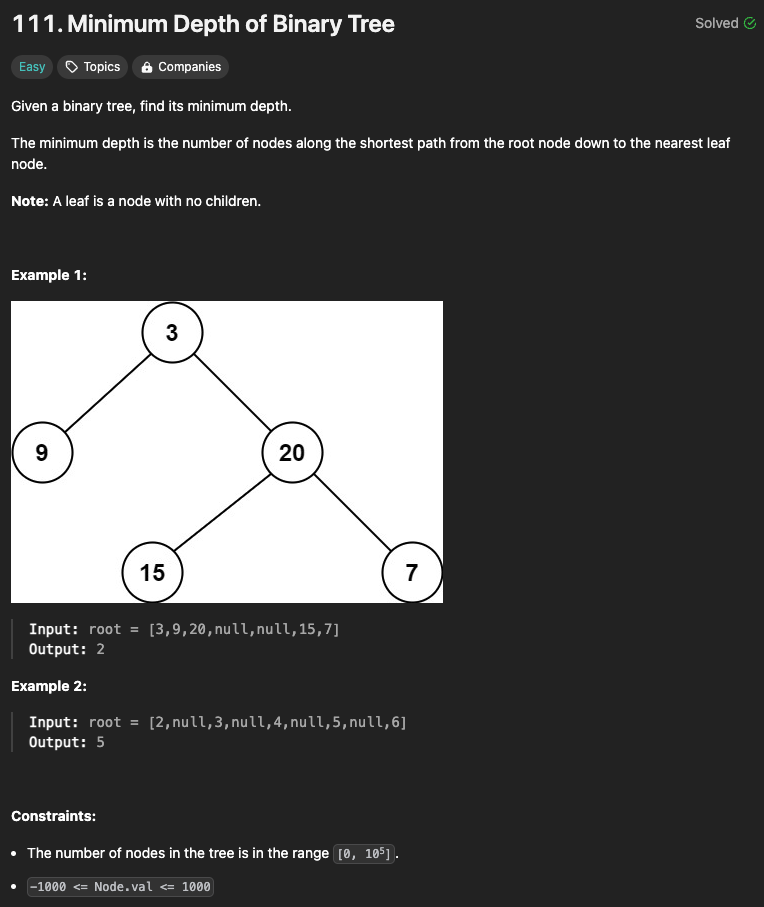 111. Minimum Depth of Binary Tree
Solved
Easy Topics Companies
Given a binary tree, find its minimum depth.
The minimum depth is the number of nodes along the shortest path from the root node down to the nearest leaf
node.
Note: A leaf is a node with no children.
Example 1:
3
9 20
15 7
Input: root = [3,9,20,null,null,15,7]
Output: 2
Example 2:
Input: root = [2,null,3,null,4,null,5,null,6]
Output: 5
Constraints:
• The number of nodes in the tree is in the range [0, 10⁵].
• -1000 <= Node.val <= 1000